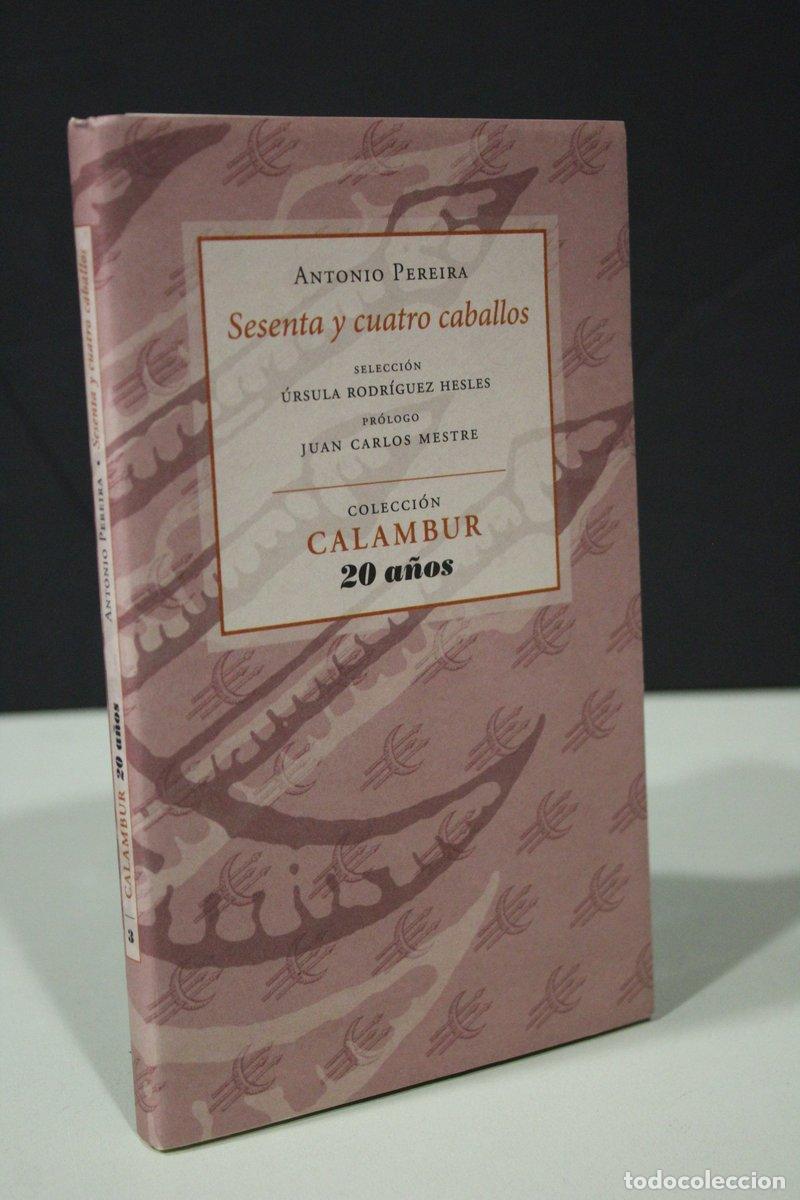 ANTONIO PEREIRA
Sesenta y cuatro caballos
SELECCIÓN
ÚRSULA RODRÍGUEZ HESLES
PRÓLOGO
JUAN CARLOS MESTRE
COLECCIÓN
CALAMBUR
20 años
3 | CALAMBUR 20 años ANTONIO PEREIRA • Sesenta y cuatro caballos
todocoleccion